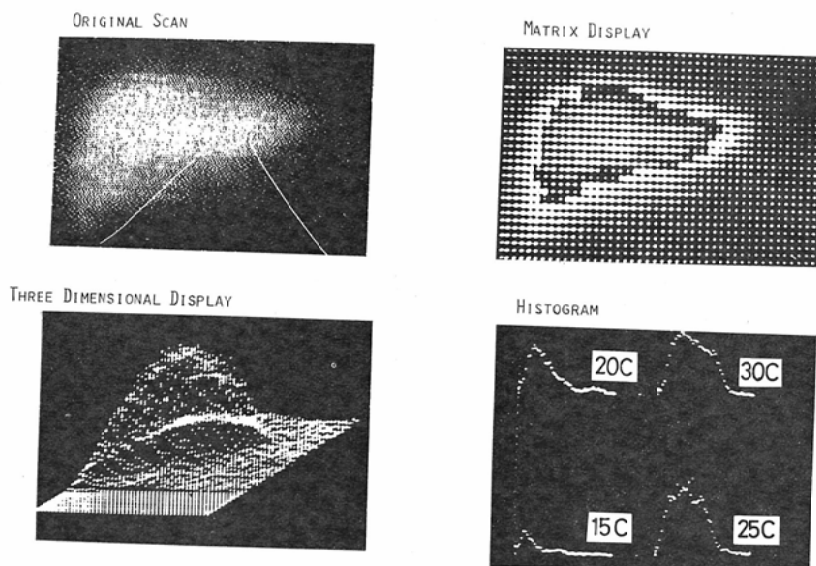 ORIGINAL SCAN
MATRIX DISPLAY
THREE DIMENSIONAL DISPLAY
HISTOGRAM
20C
30C
15C
25C